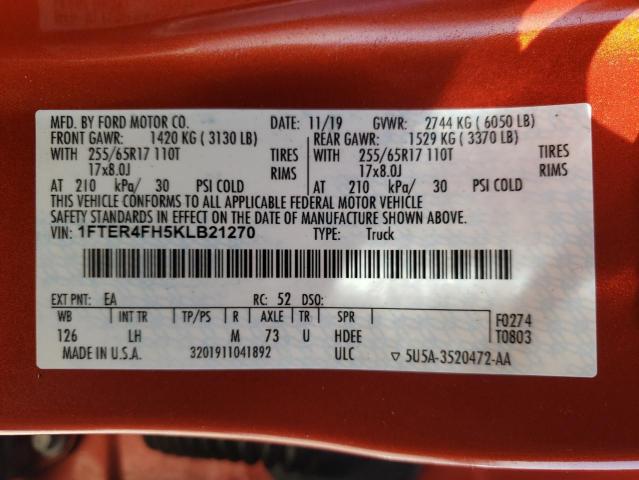 MFD. BY FORD MOTOR CO. DATE: 11/19 GVWR: 2744 KG ( 6050 LB)
FRONT GAWR: 1420 KG ( 3130 LB) REAR GAWR: 1529 KG ( 3370 LB)
WITH 255/65R17 110T TIRES WITH 255/65R17 110T TIRES
17x8.0J RIMS 17x8.0J RIMS
AT 210 kPa/ 30 PSI COLD AT 210 kPa/ 30 PSI COLD
THIS VEHICLE CONFORMS TO ALL APPLICABLE FEDERAL MOTOR VEHICLE
SAFETY STANDARDS IN EFFECT ON THE DATE OF MANUFACTURE SHOWN ABOVE.
VIN: 1FTER4FH5KLB21270 TYPE: Truck
EXT PNT: EA RC: 52 DSO:
WB INT TR TP/PS R AXLE TR SPR F0274
126 LH M 73 U HDEE T0803
MADE IN U.S.A. 3201911041892 ULC ▽ 5U5A-3520472-AA